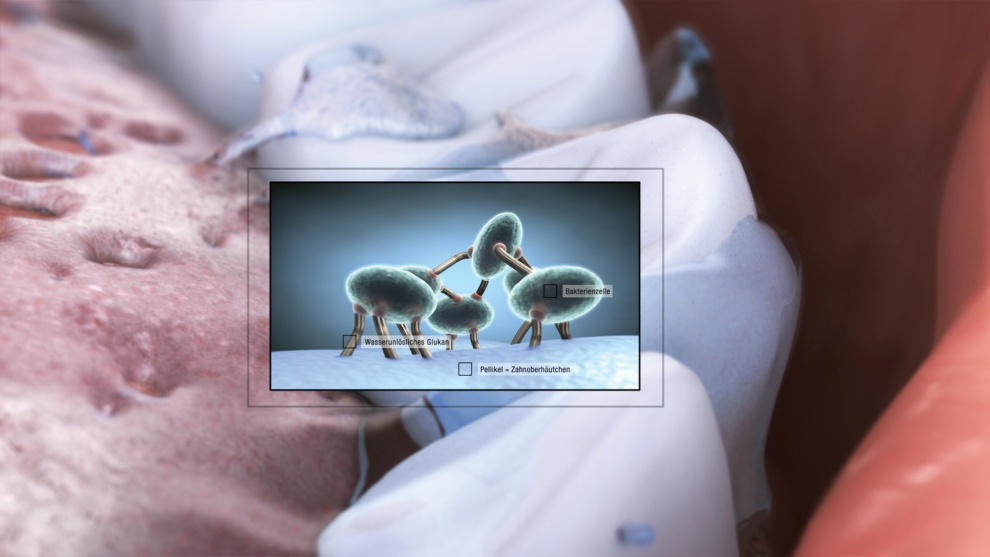 Bakterienzelle
Wasserunlösliches Glukan
Pellikel = Zahnoberhäutchen